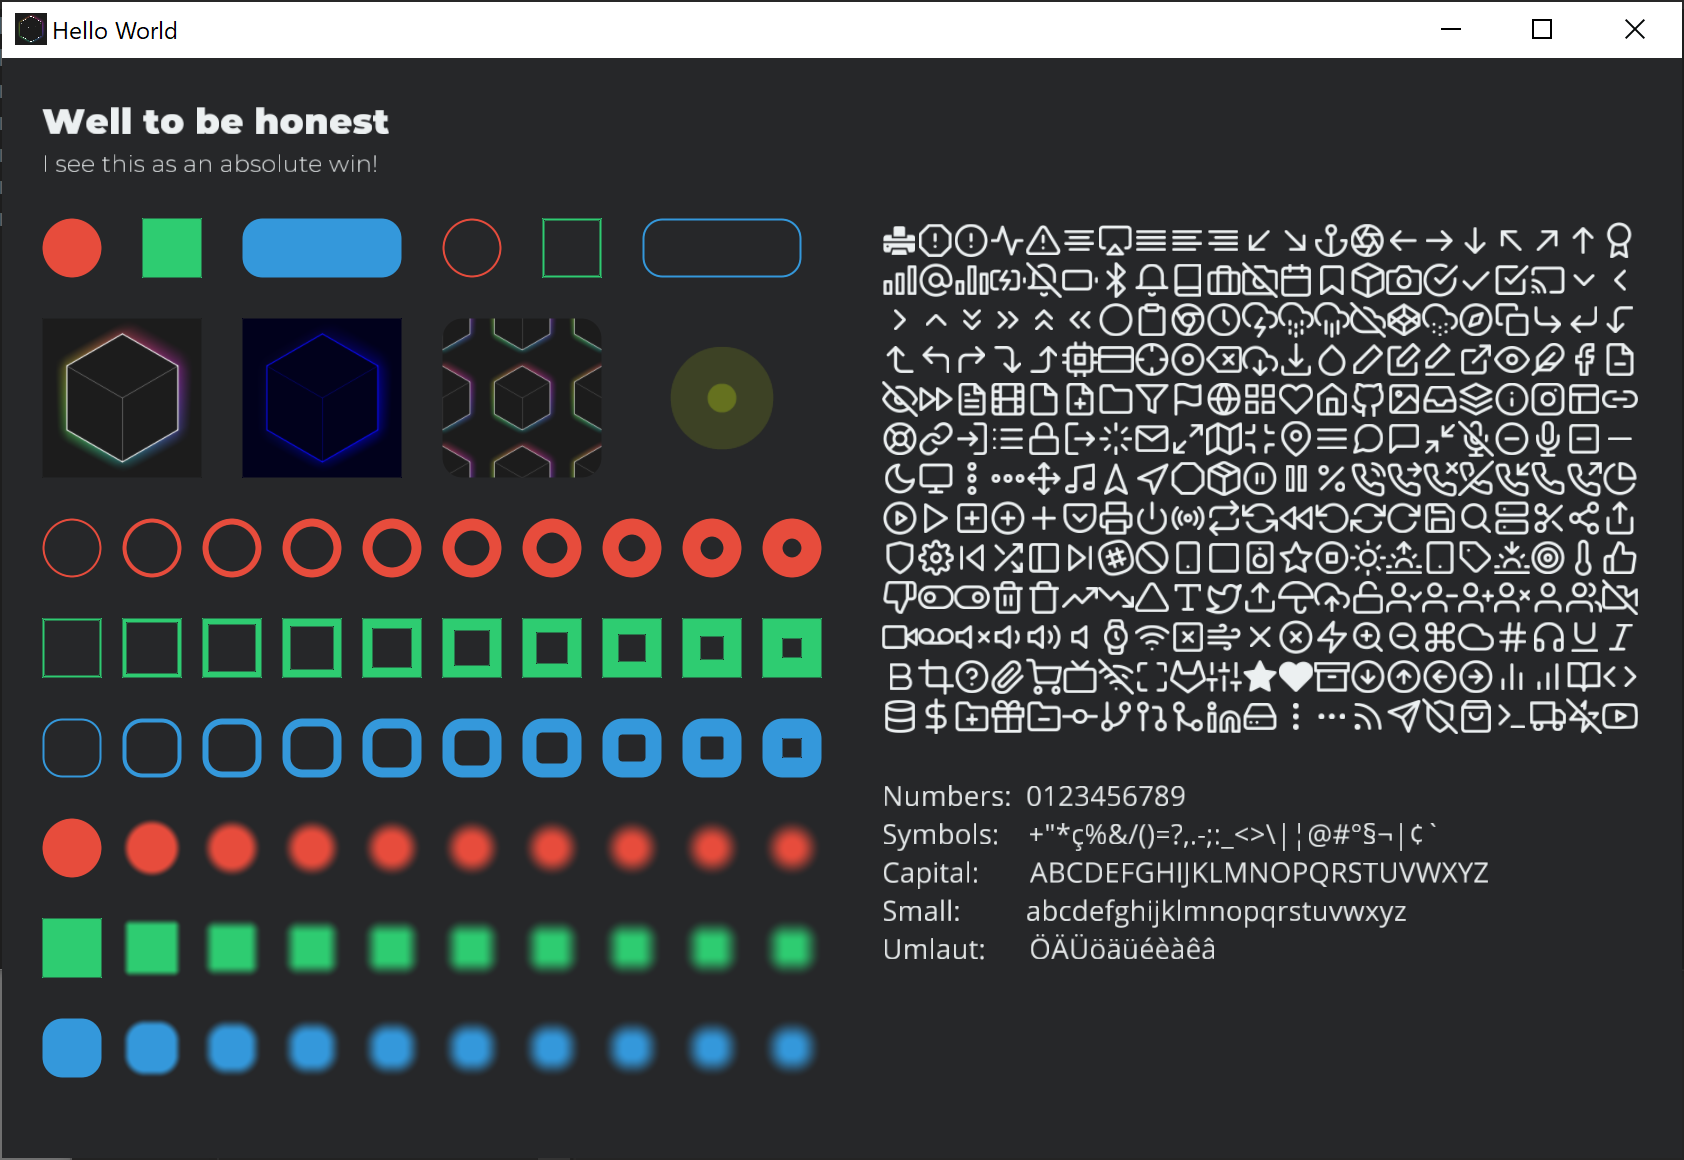 Hello World
Well to be honest
I see this as an absolute win!
Numbers: 0123456789
Symbols: +"*ç%&/()=?,.-;:_<>\|¦@#°§¬|¢`
Capital: ABCDEFGHIJKLMNOPQRSTUVWXYZ
Small: abcdefghijklmnopqrstuvwxyz
Umlaut: ÖÄÜöäüéèàêâ